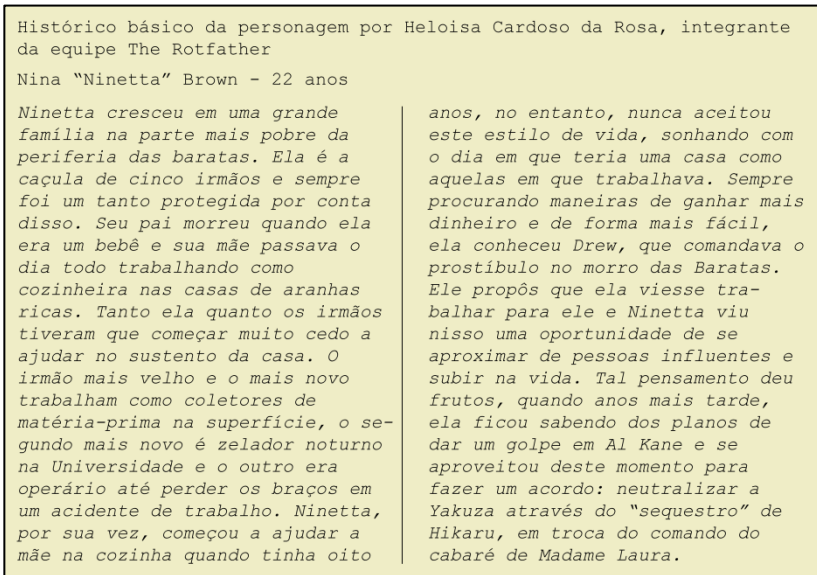 Histórico básico da personagem por Heloisa Cardoso da Rosa, integrante
da equipe The Rotfather
Nina “Ninetta” Brown - 22 anos
Ninetta cresceu em uma grande
família na parte mais pobre da
periferia das baratas. Ela é a
caçula de cinco irmãos e sempre
foi um tanto protegida por conta
disso. Seu pai morreu quando ela
era um bebê e sua mãe passava o
dia todo trabalhando como
cozinheira nas casas de aranhas
ricas. Tanto ela quanto os irmãos
tiveram que começar muito cedo a
ajudar no sustento da casa. O
irmão mais velho e o mais novo
trabalham como coletores de
matéria-prima na superfície, o se-
gundo mais novo é zelador noturno
na Universidade e o outro era
operário até perder os braços em
um acidente de trabalho. Ninetta,
por sua vez, começou a ajudar a
mãe na cozinha quando tinha oito
anos, no entanto, nunca aceitou
este estilo de vida, sonhando com
o dia em que teria uma casa como
aquelas em que trabalhava. Sempre
procurando maneiras de ganhar mais
dinheiro e de forma mais fácil,
ela conheceu Drew, que comandava o
prostíbulo no morro das Baratas.
Ele propôs que ela viesse tra-
balhar para ele e Ninetta viu
nisso uma oportunidade de se
aproximar de pessoas influentes e
subir na vida. Tal pensamento deu
frutos, quando anos mais tarde,
ela ficou sabendo dos planos de
dar um golpe em Al Kane e se
aproveitou deste momento para
fazer um acordo: neutralizar a
Yakuza através do “sequestro” de
Hikaru, em troca do comando do
cabaré de Madame Laura.